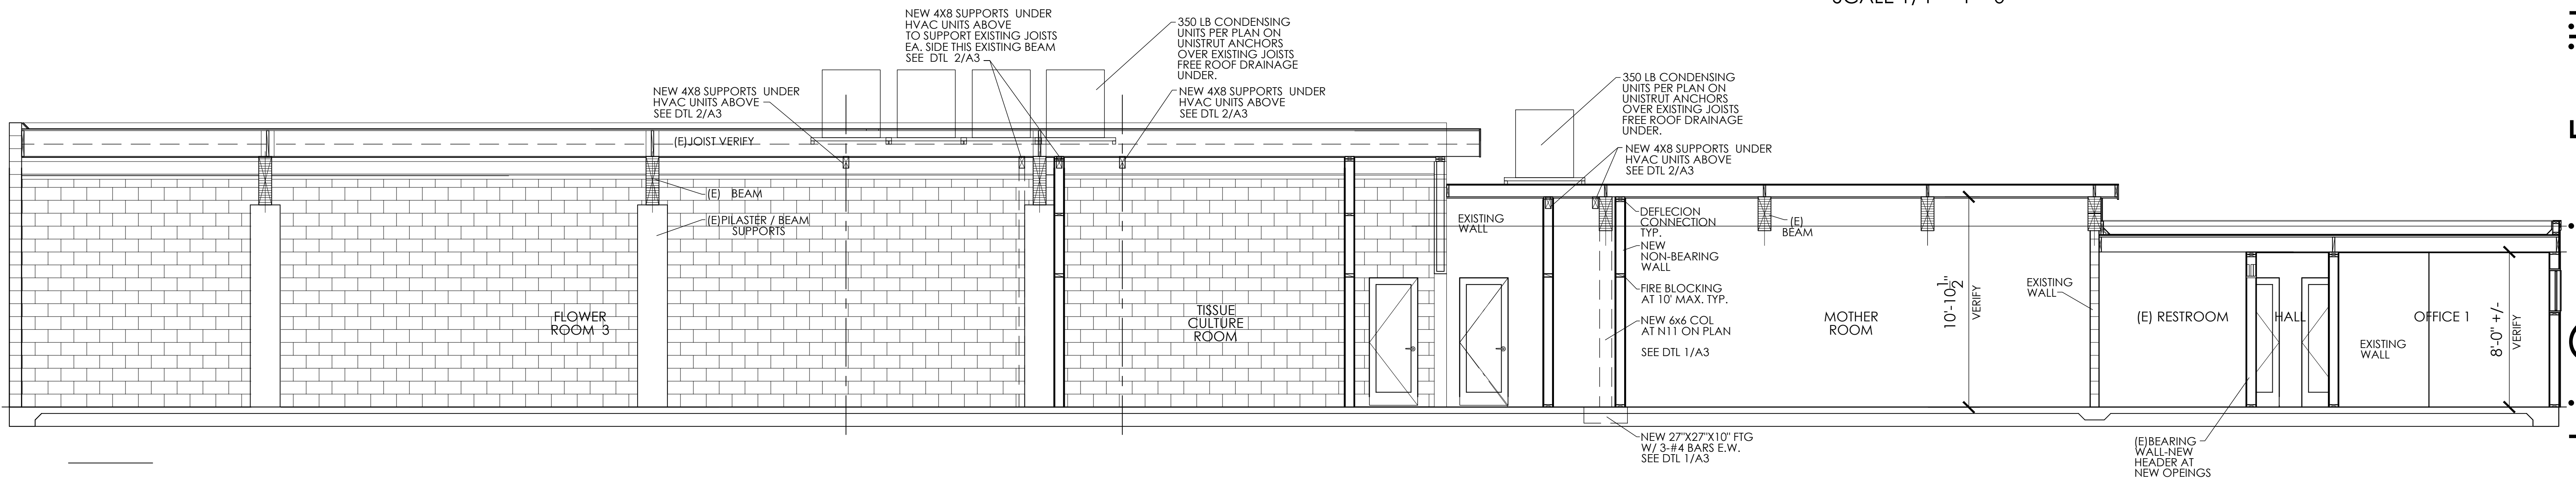 NEW 4X8 SUPPORTS UNDER
HVAC UNITS ABOVE
TO SUPPORT EXISTING JOISTS
EA. SIDE THIS EXISTING BEAM
SEE DTL 2/A3
350 LB CONDENSING
UNITS PER PLAN ON
UNISTRUT ANCHORS
OVER EXISTING JOISTS
FREE ROOF DRAINAGE
UNDER.
NEW 4X8 SUPPORTS UNDER
HVAC UNITS ABOVE
SEE DTL 2/A3
NEW 4X8 SUPPORTS UNDER
HVAC UNITS ABOVE
SEE DTL 2/A3
350 LB CONDENSING
UNITS PER PLAN ON
UNISTRUT ANCHORS
OVER EXISTING JOISTS
FREE ROOF DRAINAGE
UNDER.
NEW 4X8 SUPPORTS UNDER
HVAC UNITS ABOVE
SEE DTL 2/A3
(E)JOIST VERIFY
(E) BEAM
(E)PILASTER / BEAM
SUPPORTS
EXISTING
WALL
DEFLECION
CONNECTION
TYP.
NEW
NON-BEARING
WALL
FIRE BLOCKING
AT 10' MAX. TYP.
NEW 6x6 COL
AT N11 ON PLAN
SEE DTL 1/A3
(E)
BEAM
FLOWER
ROOM 3
TISSUE
CULTURE
ROOM
MOTHER
ROOM
10'-10 1/2"
VERIFY
EXISTING
WALL
(E) RESTROOM
HALL
OFFICE 1
EXISTING
WALL
8'-0" +/-
VERIFY
NEW 27"X27"X10" FTG
W/ 3-#4 BARS E.W.
SEE DTL 1/A3
(E)BEARING
WALL-NEW
HEADER AT
NEW OPEINGS